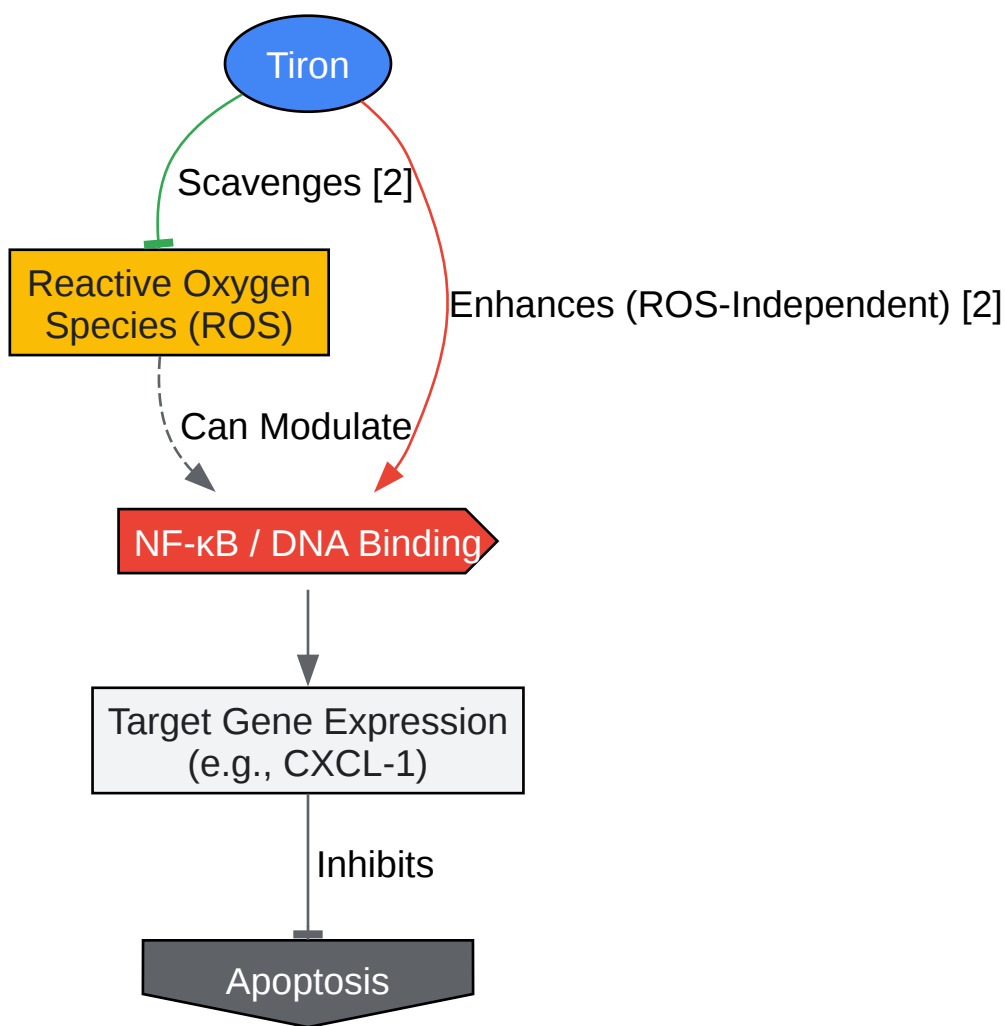 Tiron
Scavenges [2]
Reactive Oxygen
Species (ROS)
Enhances (ROS-Independent) [2]
Can Modulate
NF-κB / DNA Binding
Target Gene Expression
(e.g., CXCL-1)
Inhibits
Apoptosis